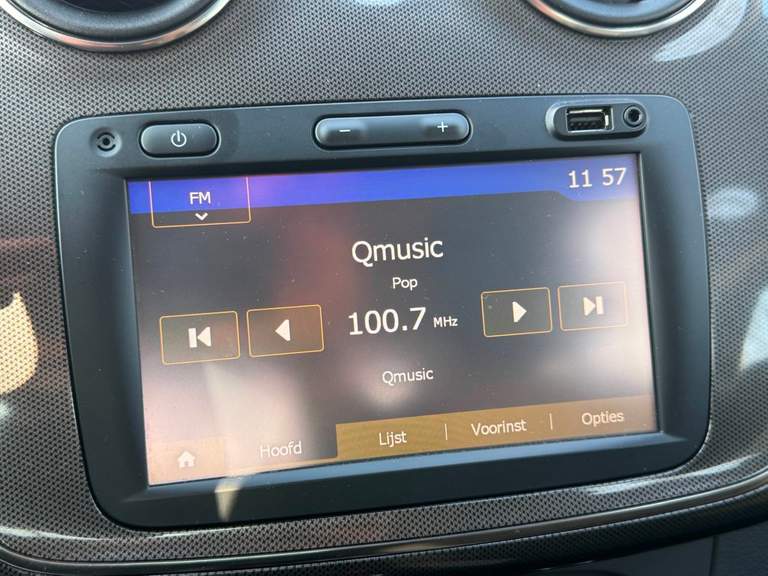 − +
FM
11 57
Qmusic
Pop
100.7 MHz
Qmusic
Hoofd Lijst | Voorinst | Opties